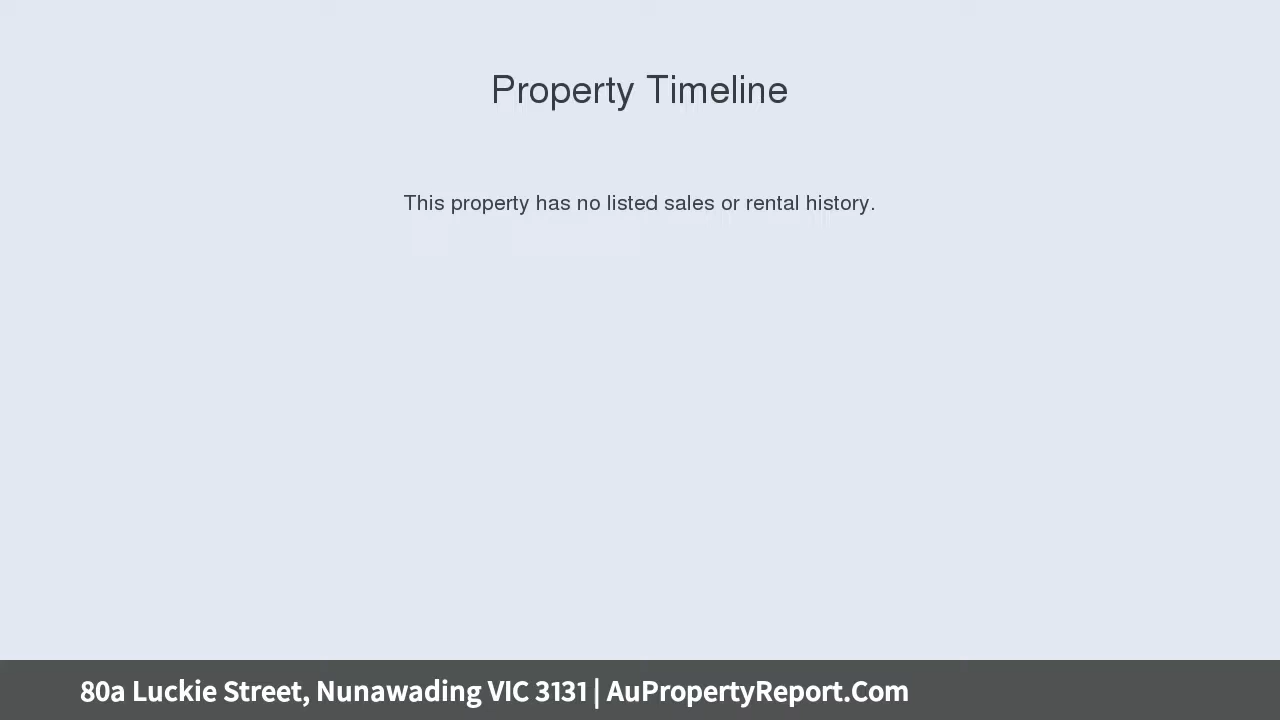 Property Timeline
This property has no listed sales or rental history.
80a Luckie Street, Nunawading VIC 3131 | AuPropertyReport.Com